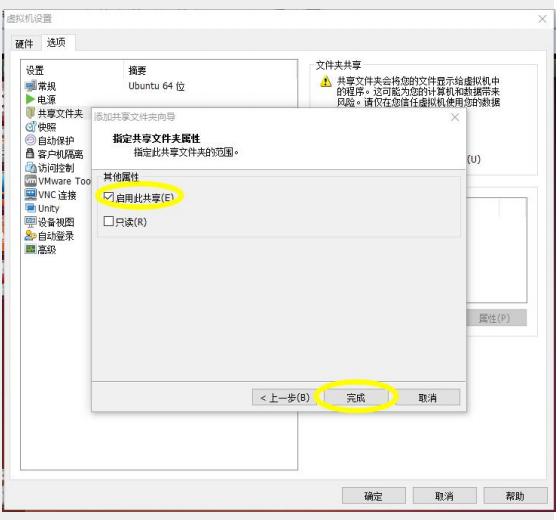 虚拟机设置
硬件 选项
设置 摘要
常规 Ubuntu 64 位
电源
共享文件夹
快照
自动保护
客户机隔离
访问控制
VMware Too
VNC 连接
Unity
设备视图
自动登录
高级
文件夹共享
共享文件夹会将您的文件显示给虚拟机中
的程序。这可能为您的计算机和数据带来
风险。请仅在您信任虚拟机使用您的数据
(U)
属性(P)
添加共享文件夹向导
指定共享文件夹属性
指定此共享文件夹的范围。
其他属性
启用此共享(E)
只读(R)
< 上一步(B) 完成 取消
确定 取消 帮助